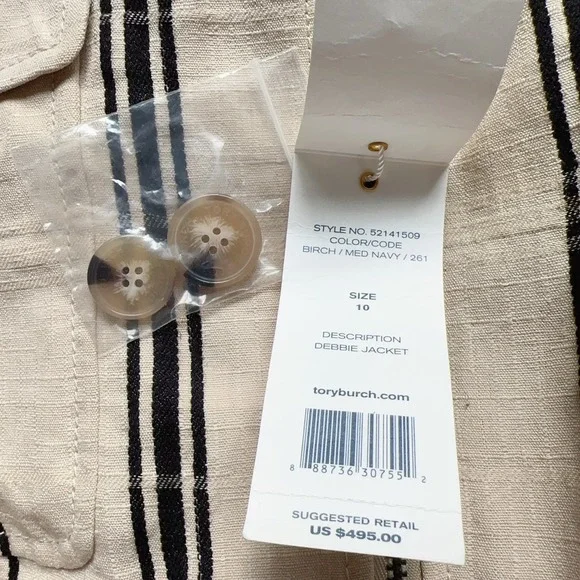 STYLE NO. 52141509
COLOR/CODE
BIRCH / MED NAVY / 261
SIZE
10
DESCRIPTION
DEBBIE JACKET
toryburch.com
8 88736 30755 2
SUGGESTED RETAIL
US $495.00